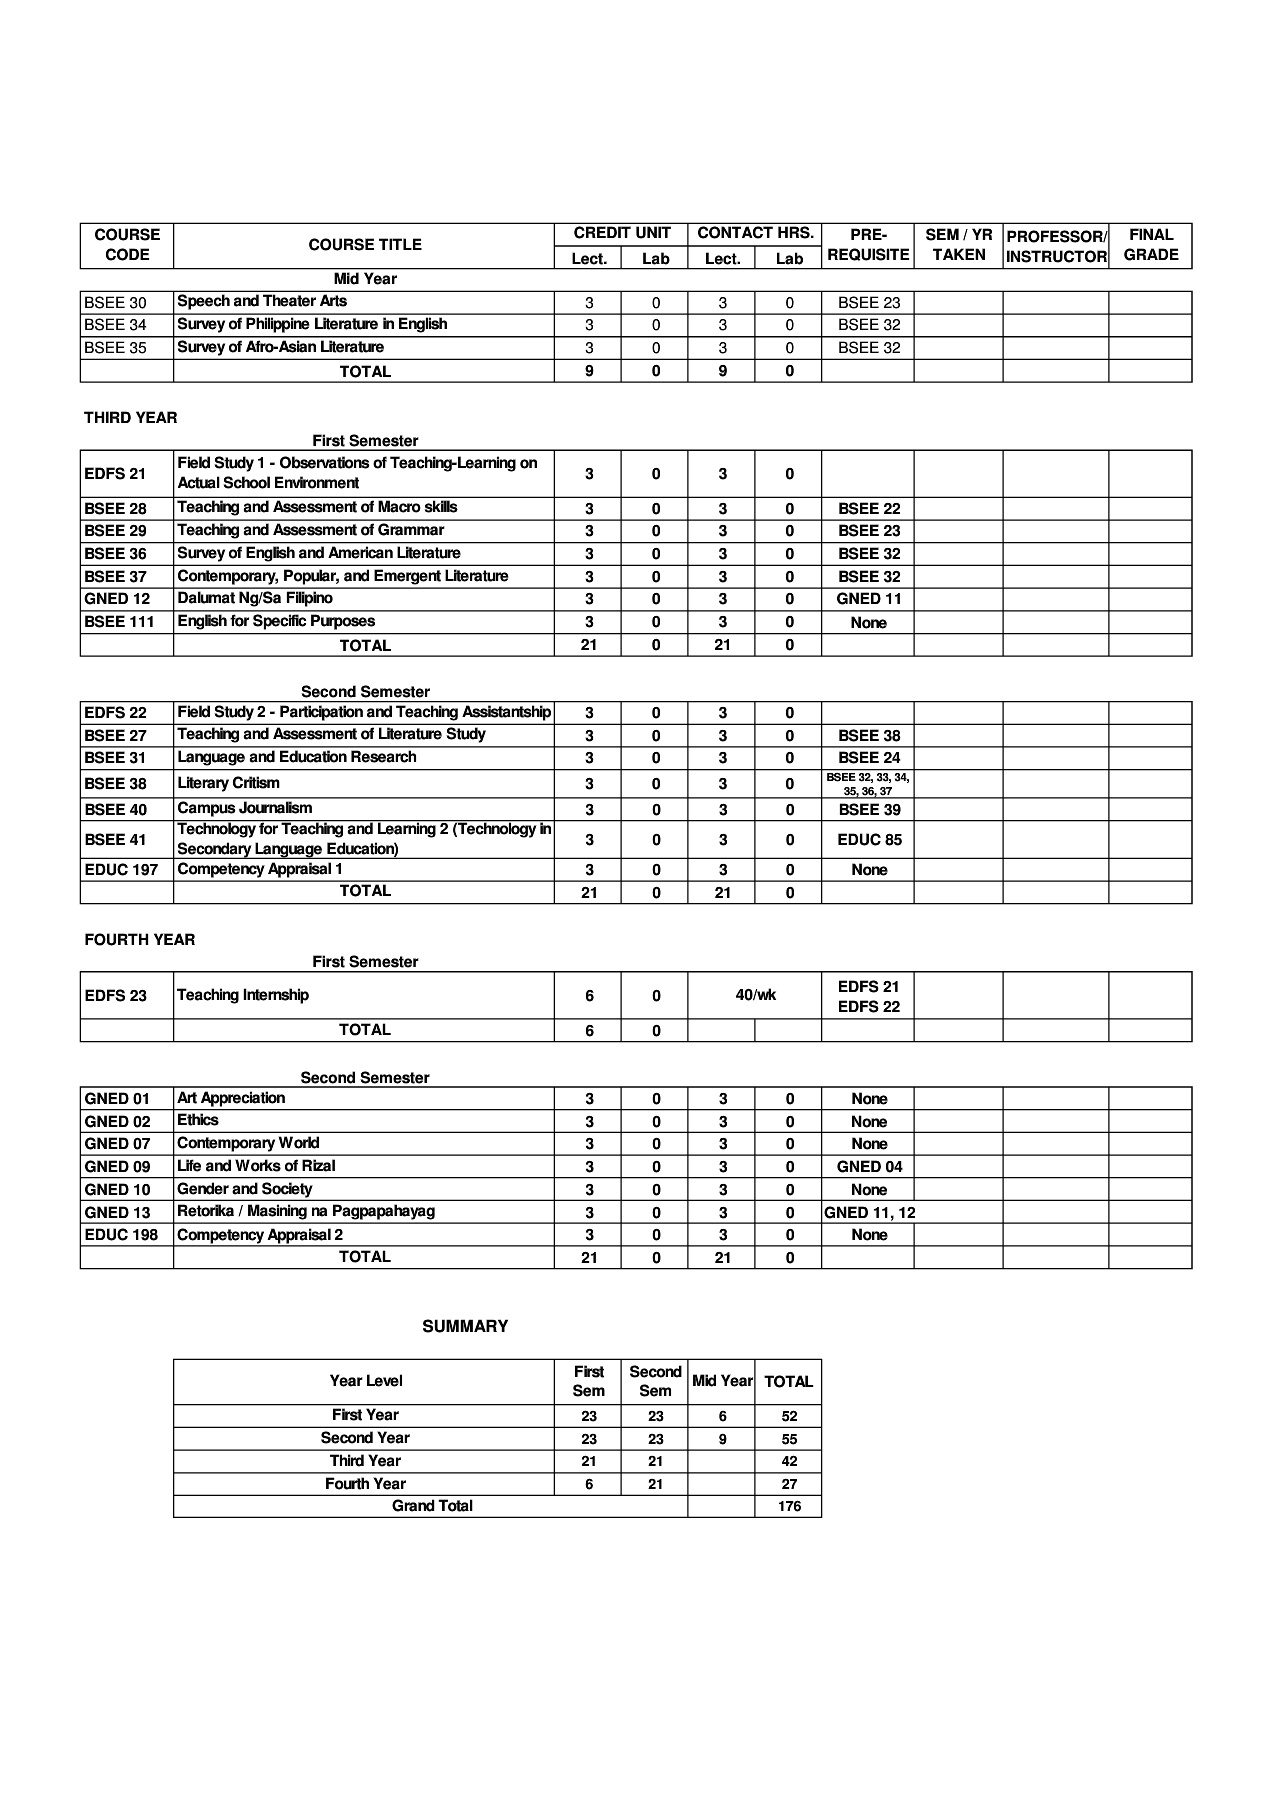 COURSE CODE COURSE TITLE CREDIT UNIT CONTACT HRS. PRE-REQUISITE SEM / YR TAKEN PROFESSOR/ INSTRUCTOR FINAL GRADE
Lect. Lab Lect. Lab
Mid Year
BSEE 30 Speech and Theater Arts 3 0 3 0 BSEE 23
BSEE 34 Survey of Philippine Literature in English 3 0 3 0 BSEE 32
BSEE 35 Survey of Afro-Asian Literature 3 0 3 0 BSEE 32
TOTAL 9 0 9 0
THIRD YEAR
First Semester
EDFS 21 Field Study 1 - Observations of Teaching-Learning on Actual School Environment 3 0 3 0
BSEE 28 Teaching and Assessment of Macro skills 3 0 3 0 BSEE 22
BSEE 29 Teaching and Assessment of Grammar 3 0 3 0 BSEE 23
BSEE 36 Survey of English and American Literature 3 0 3 0 BSEE 32
BSEE 37 Contemporary, Popular, and Emergent Literature 3 0 3 0 BSEE 32
GNED 12 Dalumat Ng/Sa Filipino 3 0 3 0 GNED 11
BSEE 111 English for Specific Purposes 3 0 3 0 None
TOTAL 21 0 21 0
Second Semester
EDFS 22 Field Study 2 - Participation and Teaching Assistantship 3 0 3 0
BSEE 27 Teaching and Assessment of Literature Study 3 0 3 0 BSEE 38
BSEE 31 Language and Education Research 3 0 3 0 BSEE 24
BSEE 38 Literary Critism 3 0 3 0 BSEE 32, 33, 34, 35, 36, 37
BSEE 40 Campus Journalism 3 0 3 0 BSEE 39
BSEE 41 Technology for Teaching and Learning 2 (Technology in Secondary Language Education) 3 0 3 0 EDUC 85
EDUC 197 Competency Appraisal 1 3 0 3 0 None
TOTAL 21 0 21 0
FOURTH YEAR
First Semester
EDFS 23 Teaching Internship 6 0 40/wk EDFS 21 EDFS 22
TOTAL 6 0
Second Semester
GNED 01 Art Appreciation 3 0 3 0 None
GNED 02 Ethics 3 0 3 0 None
GNED 07 Contemporary World 3 0 3 0 None
GNED 09 Life and Works of Rizal 3 0 3 0 GNED 04
GNED 10 Gender and Society 3 0 3 0 None
GNED 13 Retorika / Masining na Pagpapahayag 3 0 3 0 GNED 11, 12
EDUC 198 Competency Appraisal 2 3 0 3 0 None
TOTAL 21 0 21 0
SUMMARY
Year Level First Sem Second Sem Mid Year TOTAL
First Year 23 23 6 52
Second Year 23 23 9 55
Third Year 21 21 42
Fourth Year 6 21 27
Grand Total 176